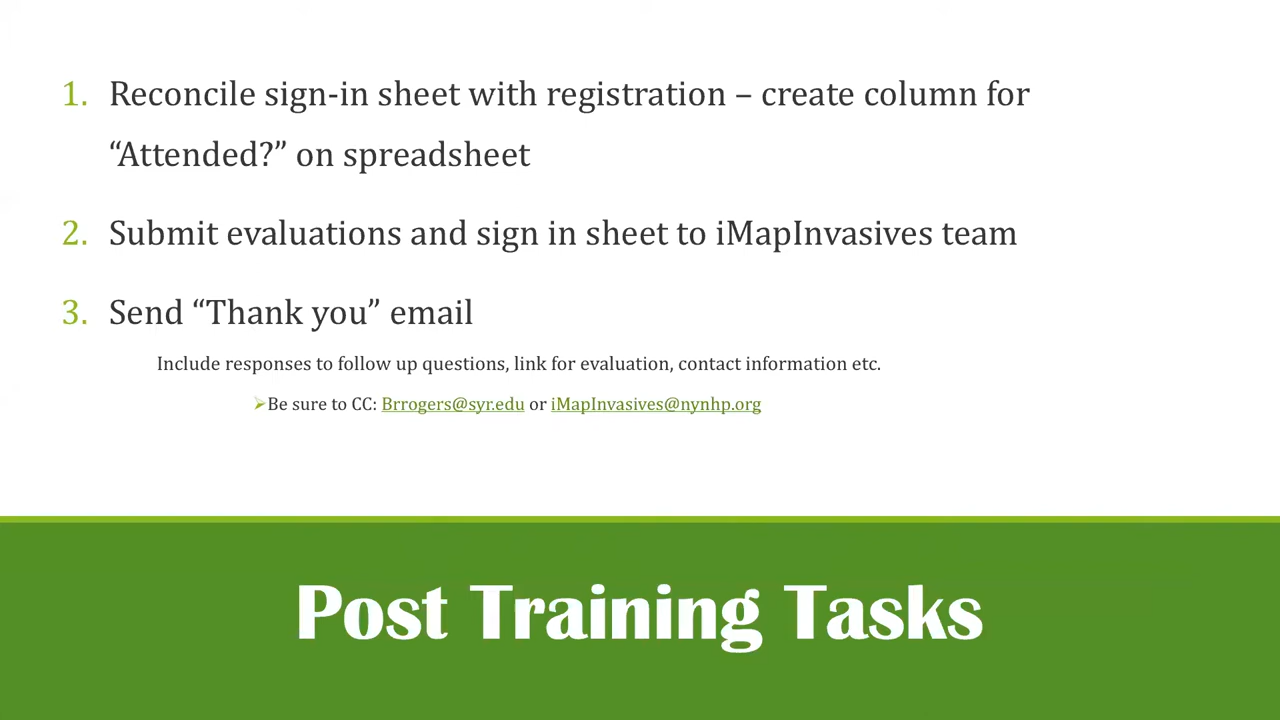 1. Reconcile sign-in sheet with registration – create column for
“Attended?” on spreadsheet
2. Submit evaluations and sign in sheet to iMapInvasives team
3. Send “Thank you” email
Include responses to follow up questions, link for evaluation, contact information etc.
➢Be sure to CC: Brrogers@syr.edu or iMapInvasives@nynhp.org
Post Training Tasks